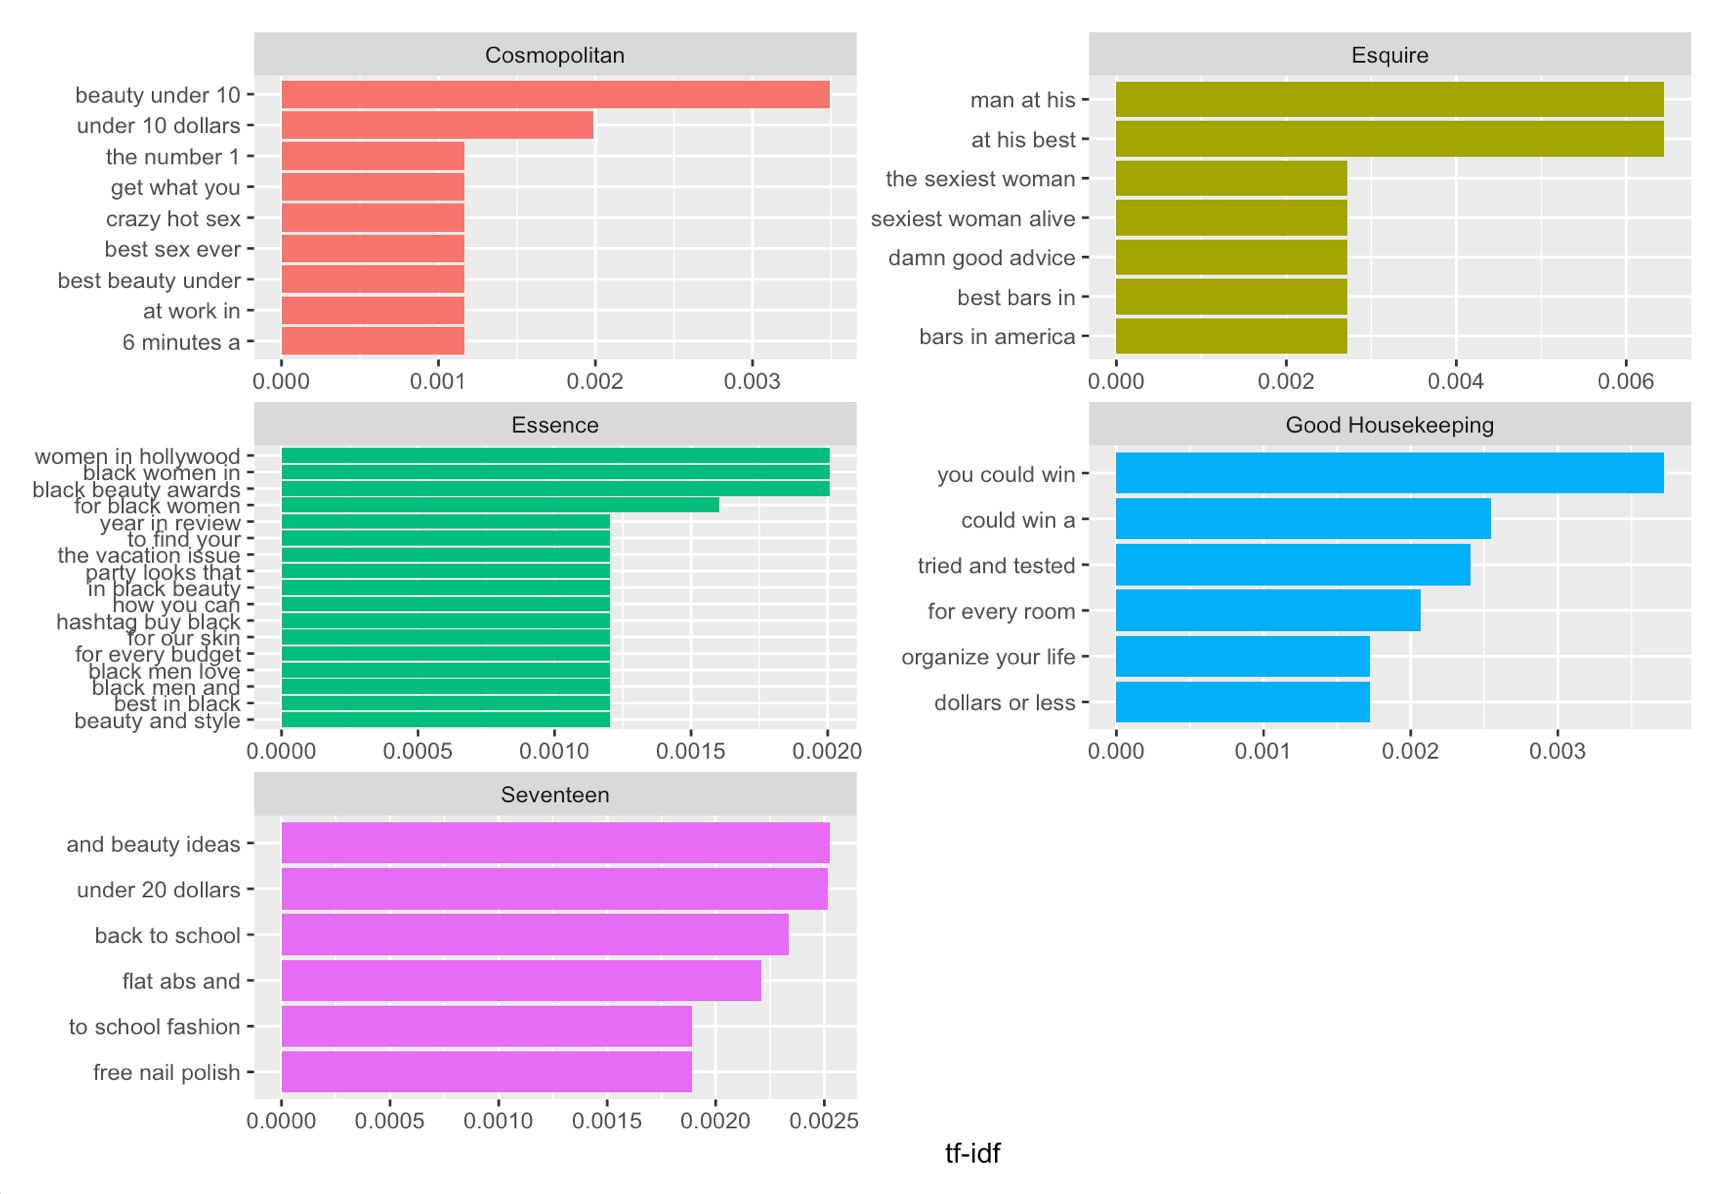 Cosmopolitan
beauty under 10
under 10 dollars
the number 1
get what you
crazy hot sex
best sex ever
best beauty under
at work in
6 minutes a
0.000 0.001 0.002 0.003
Esquire
man at his
at his best
the sexiest woman
sexiest woman alive
damn good advice
best bars in
bars in america
0.000 0.002 0.004 0.006
Essence
women in hollywood
black women in
black beauty awards
for black women
year in review
to find your
the vacation issue
party looks that
in black beauty
how you can
hashtag buy black
for our skin
for every budget
black men love
black men and
best in black
beauty and style
0.0000 0.0005 0.0010 0.0015 0.0020
Good Housekeeping
you could win
could win a
tried and tested
for every room
organize your life
dollars or less
0.000 0.001 0.002 0.003
Seventeen
and beauty ideas
under 20 dollars
back to school
flat abs and
to school fashion
free nail polish
0.0000 0.0005 0.0010 0.0015 0.0020 0.0025
tf-idf